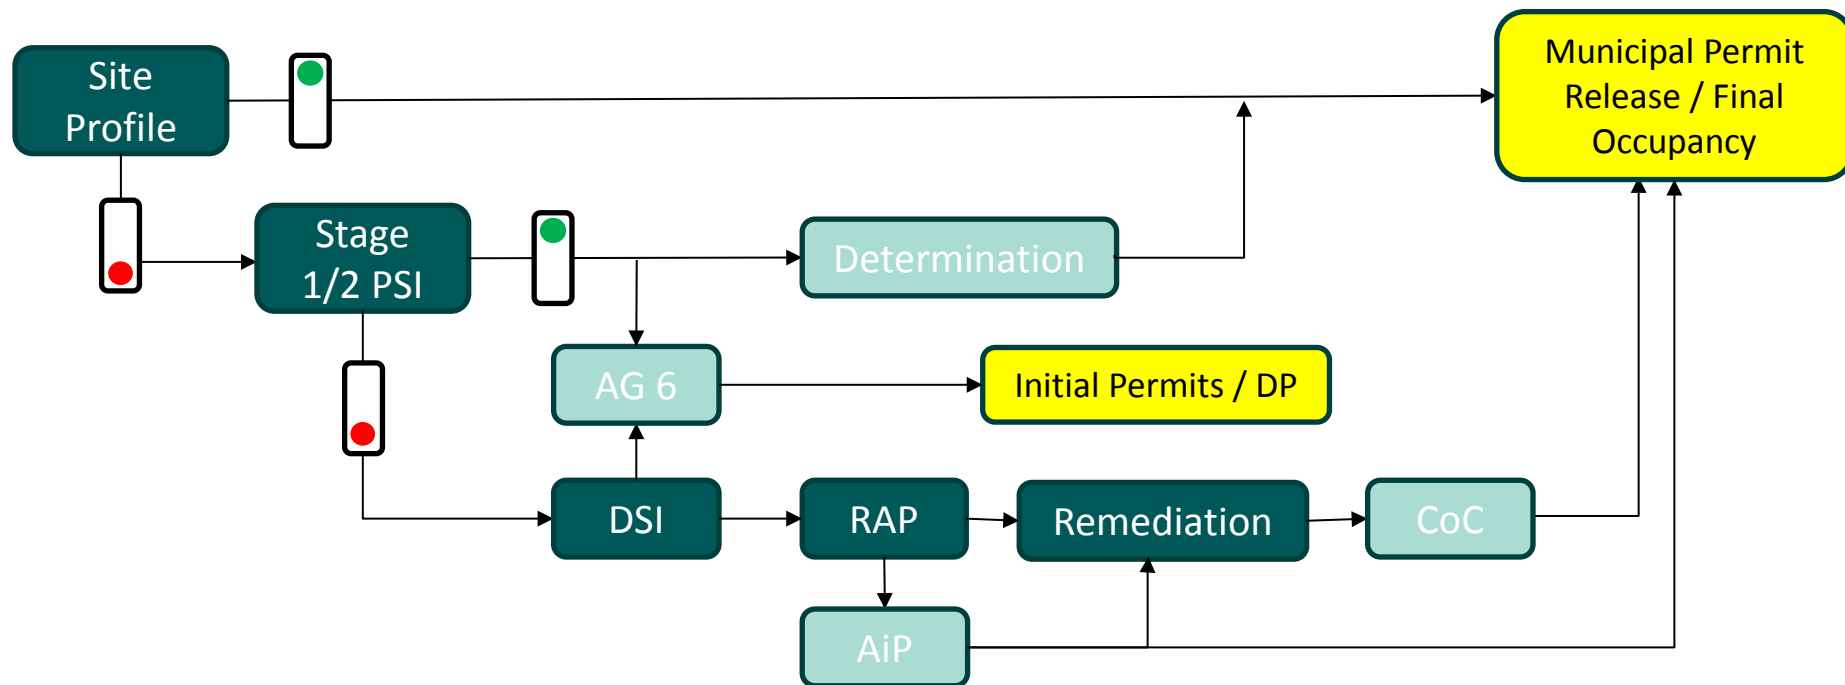 Site
Profile
Municipal Permit
Release / Final
Occupancy
Stage
1/2 PSI
Determination
AG 6
Initial Permits / DP
DSI
RAP
Remediation
CoC
AiP